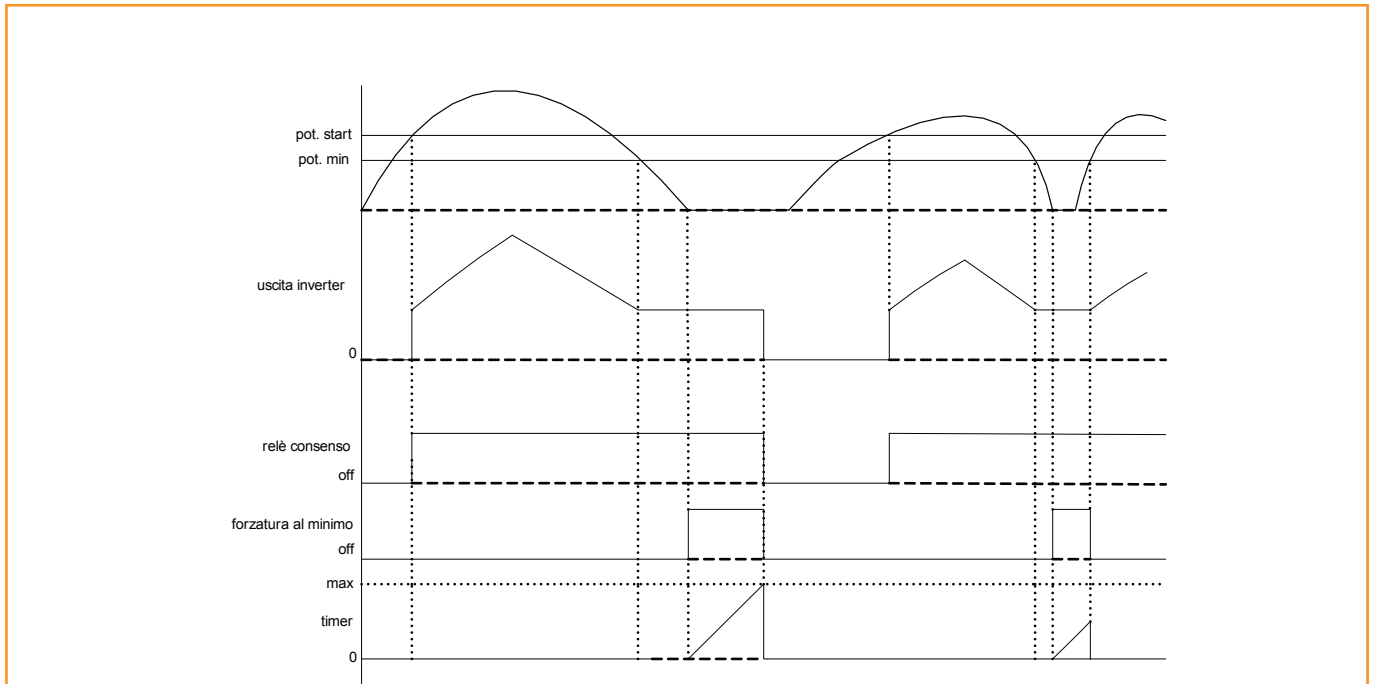 pot. start
pot. min
uscita inverter
0
relè consenso
off
forzatura al minimo
off
max
timer
0